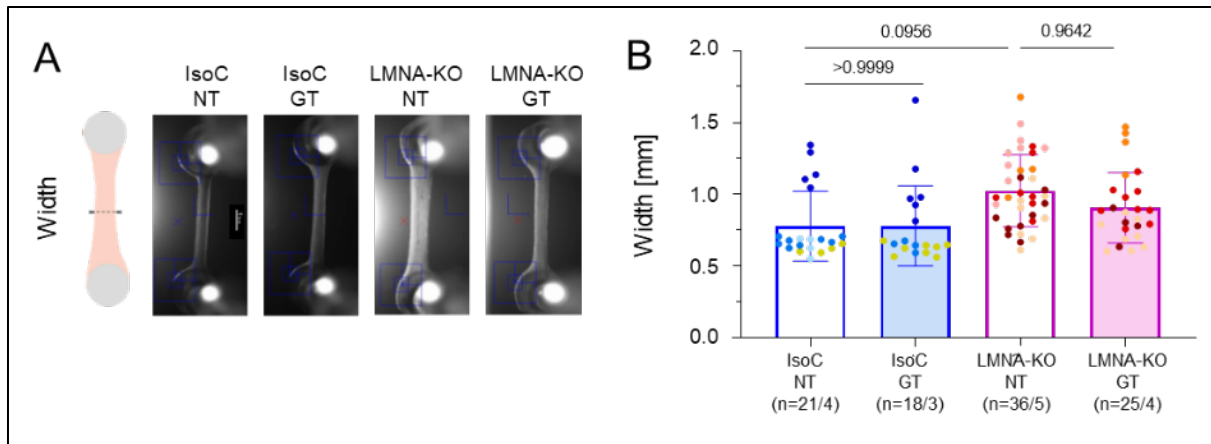 A
IsoC
NT
IsoC
GT
LMNA-KO
NT
LMNA-KO
GT
Width
B
0.0956
0.9642
>0.9999
Width [mm]
2.0
1.5
1.0
0.5
0.0
IsoC
NT
(n=21/4)
IsoC
GT
(n=18/3)
LMNA-KO
NT
(n=36/5)
LMNA-KO
GT
(n=25/4)